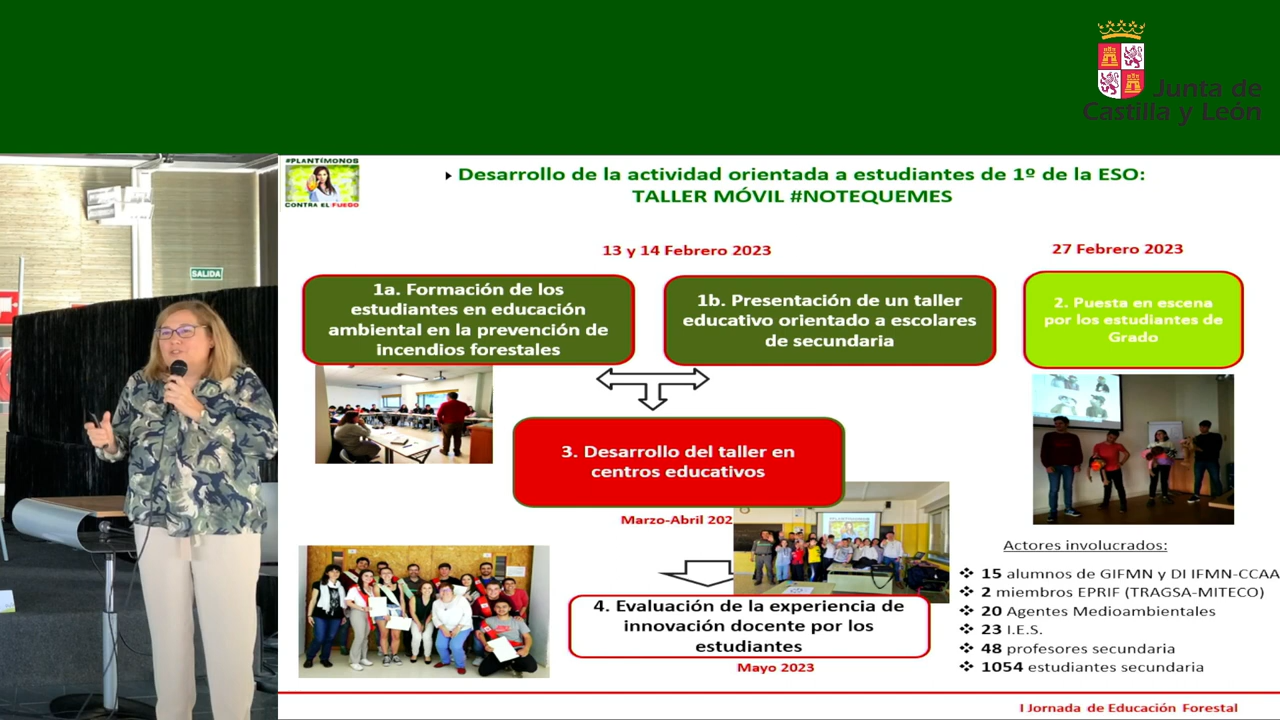 Junta de
Castilla y León
SALIDA
#PLANTÍMONOS
CONTRA EL FUEGO
Desarrollo de la actividad orientada a estudiantes de 1º de la ESO:
TALLER MÓVIL #NOTEQUEMES
13 y 14 Febrero 2023
27 Febrero 2023
1a. Formación de los
estudiantes en educación
ambiental en la prevención de
incendios forestales
1b. Presentación de un taller
educativo orientado a escolares
de secundaria
2. Puesta en escena
por los estudiantes de
Grado
3. Desarrollo del taller en
centros educativos
Marzo-Abril 202
4. Evaluación de la experiencia de
innovación docente por los
estudiantes
Mayo 2023
Actores involucrados:
❖ 15 alumnos de GIFMN y DI IFMN-CCAA
❖ 2 miembros EPRIF (TRAGSA-MITECO)
❖ 20 Agentes Medioambientales
❖ 23 I.E.S.
❖ 48 profesores secundaria
❖ 1054 estudiantes secundaria
I Jornada de Educación Forestal